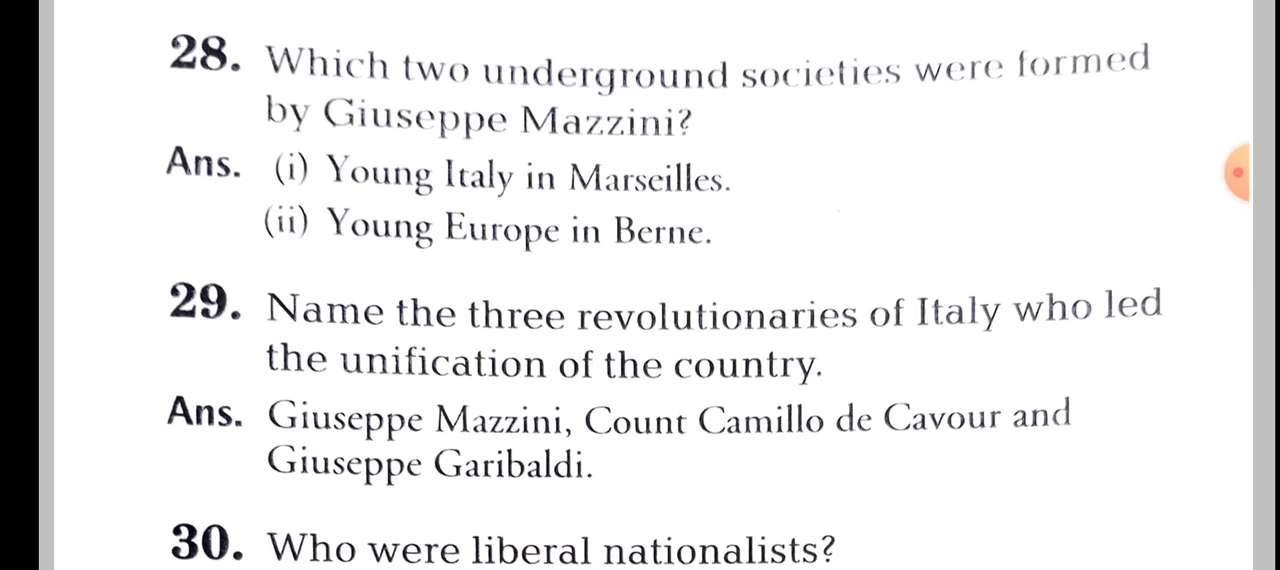 28. Which two underground societies were formed
by Giuseppe Mazzini?
Ans. (i) Young Italy in Marseilles.
(ii) Young Europe in Berne.
29. Name the three revolutionaries of Italy who led
the unification of the country.
Ans. Giuseppe Mazzini, Count Camillo de Cavour and
Giuseppe Garibaldi.
30. Who were liberal nationalists?